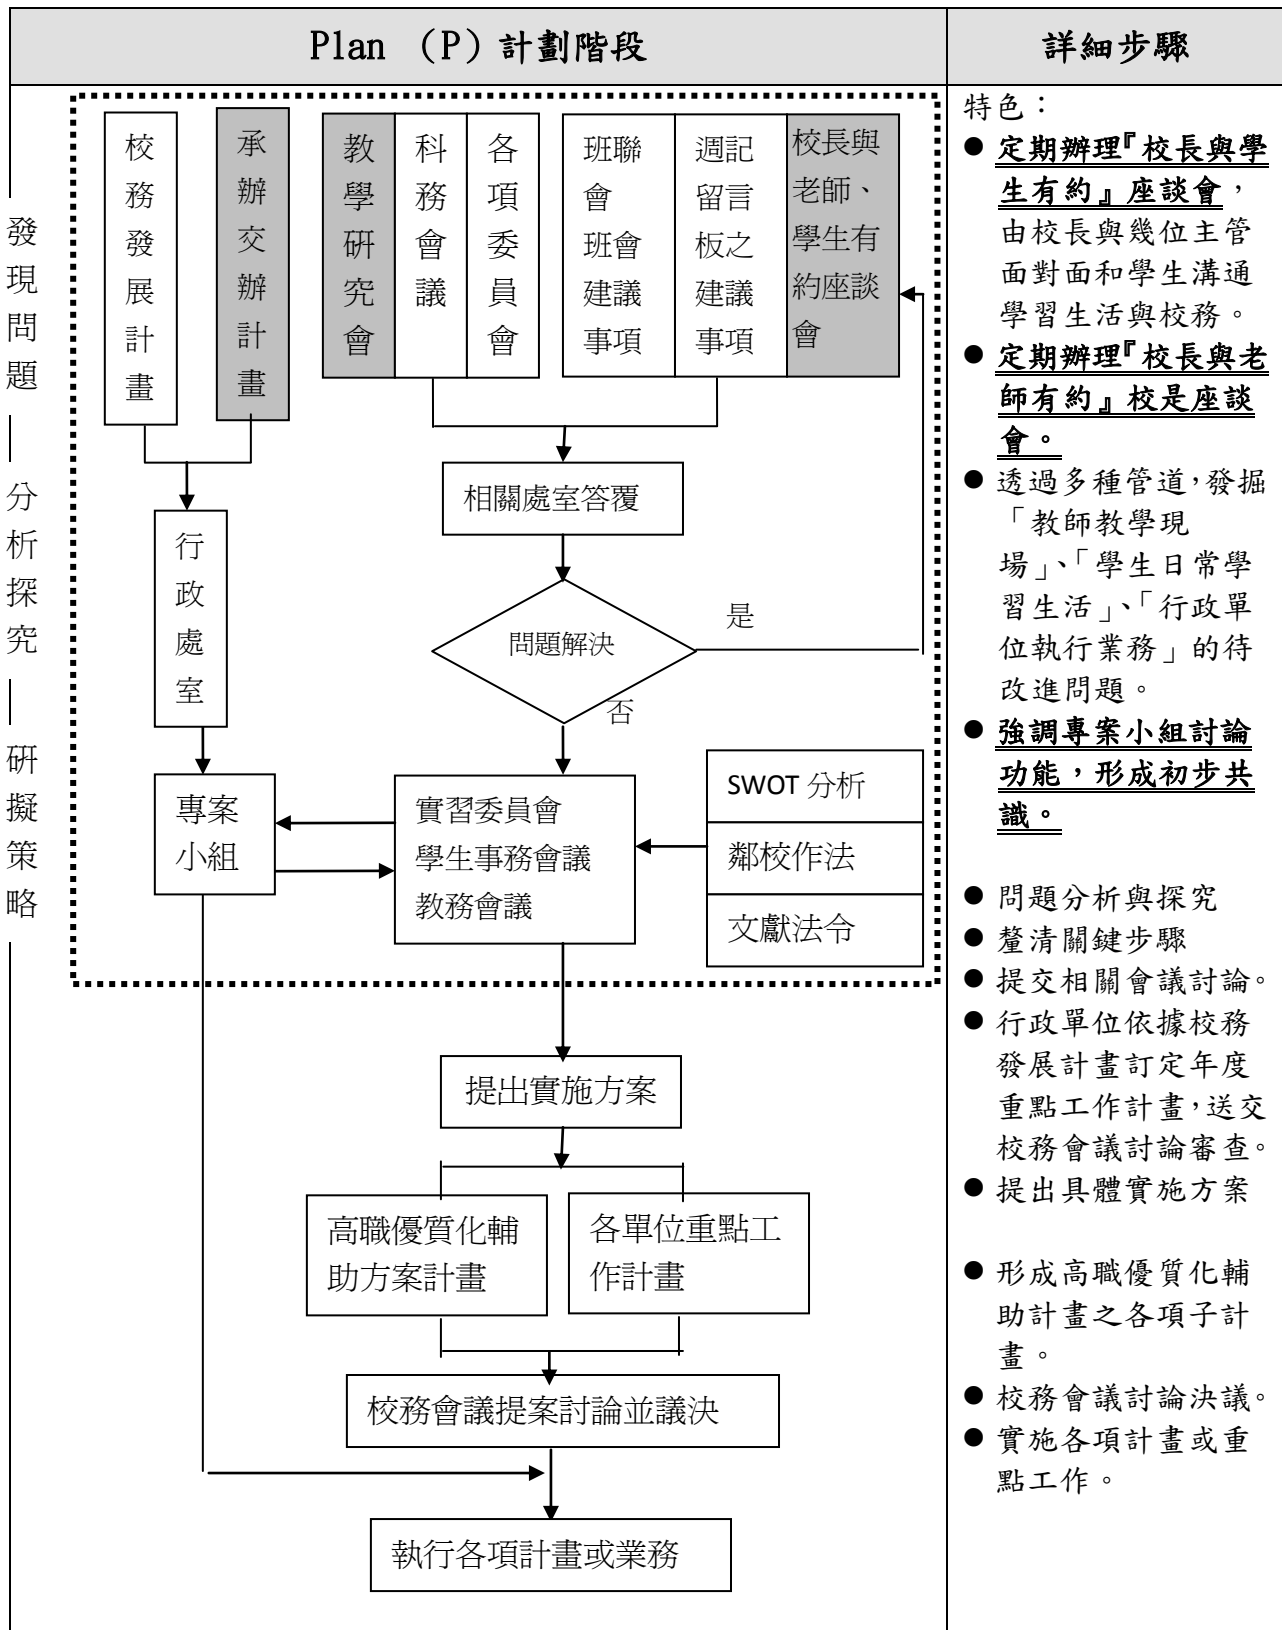 Plan （P）計劃階段
詳細步驟
發現問題
分析探究
研擬策略
校務發展計畫
承辦交辦計畫
教學研究會
科務會議
各項委員會
班聯
會
班會
建議
事項
週記
留言
板之
建議
事項
校長與
老師、
學生有
約座談
會
相關處室答覆
行政處室
問題解決
是
否
專案
小組
實習委員會
學生事務會議
教務會議
SWOT 分析
鄰校作法
文獻法令
提出實施方案
高職優質化輔
助方案計畫
各單位重點工
作計畫
校務會議提案討論並議決
執行各項計畫或業務
特色：
● 定期辦理『校長與學
生有約』座談會，
由校長與幾位主管
面對面和學生溝通
學習生活與校務。
● 定期辦理『校長與老
師有約』校是座談
會。
● 透過多種管道，發掘
「教師教學現
場」、「學生日常學
習生活」、「行政單
位執行業務」的待
改進問題。
● 強調專案小組討論
功能，形成初步共
識。
● 問題分析與探究
● 釐清關鍵步驟
● 提交相關會議討論。
● 行政單位依據校務
發展計畫訂定年度
重點工作計畫，送交
校務會議討論審查。
● 提出具體實施方案
● 形成高職優質化輔
助計畫之各項子計
畫。
● 校務會議討論決議。
● 實施各項計畫或重
點工作。